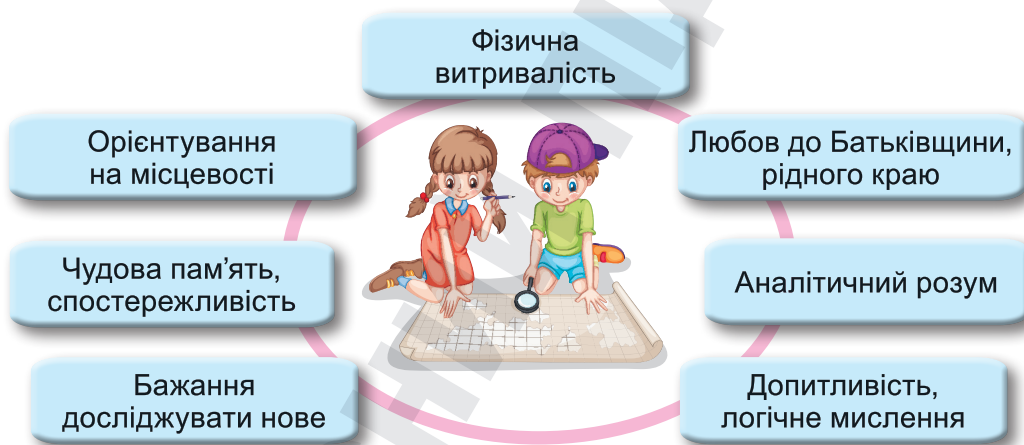 Фізична
витривалість
Орієнтування
на місцевості
Любов до Батьківщини,
рідного краю
Чудова пам’ять,
спостережливість
Аналітичний розум
Бажання
досліджувати нове
Допитливість,
логічне мислення